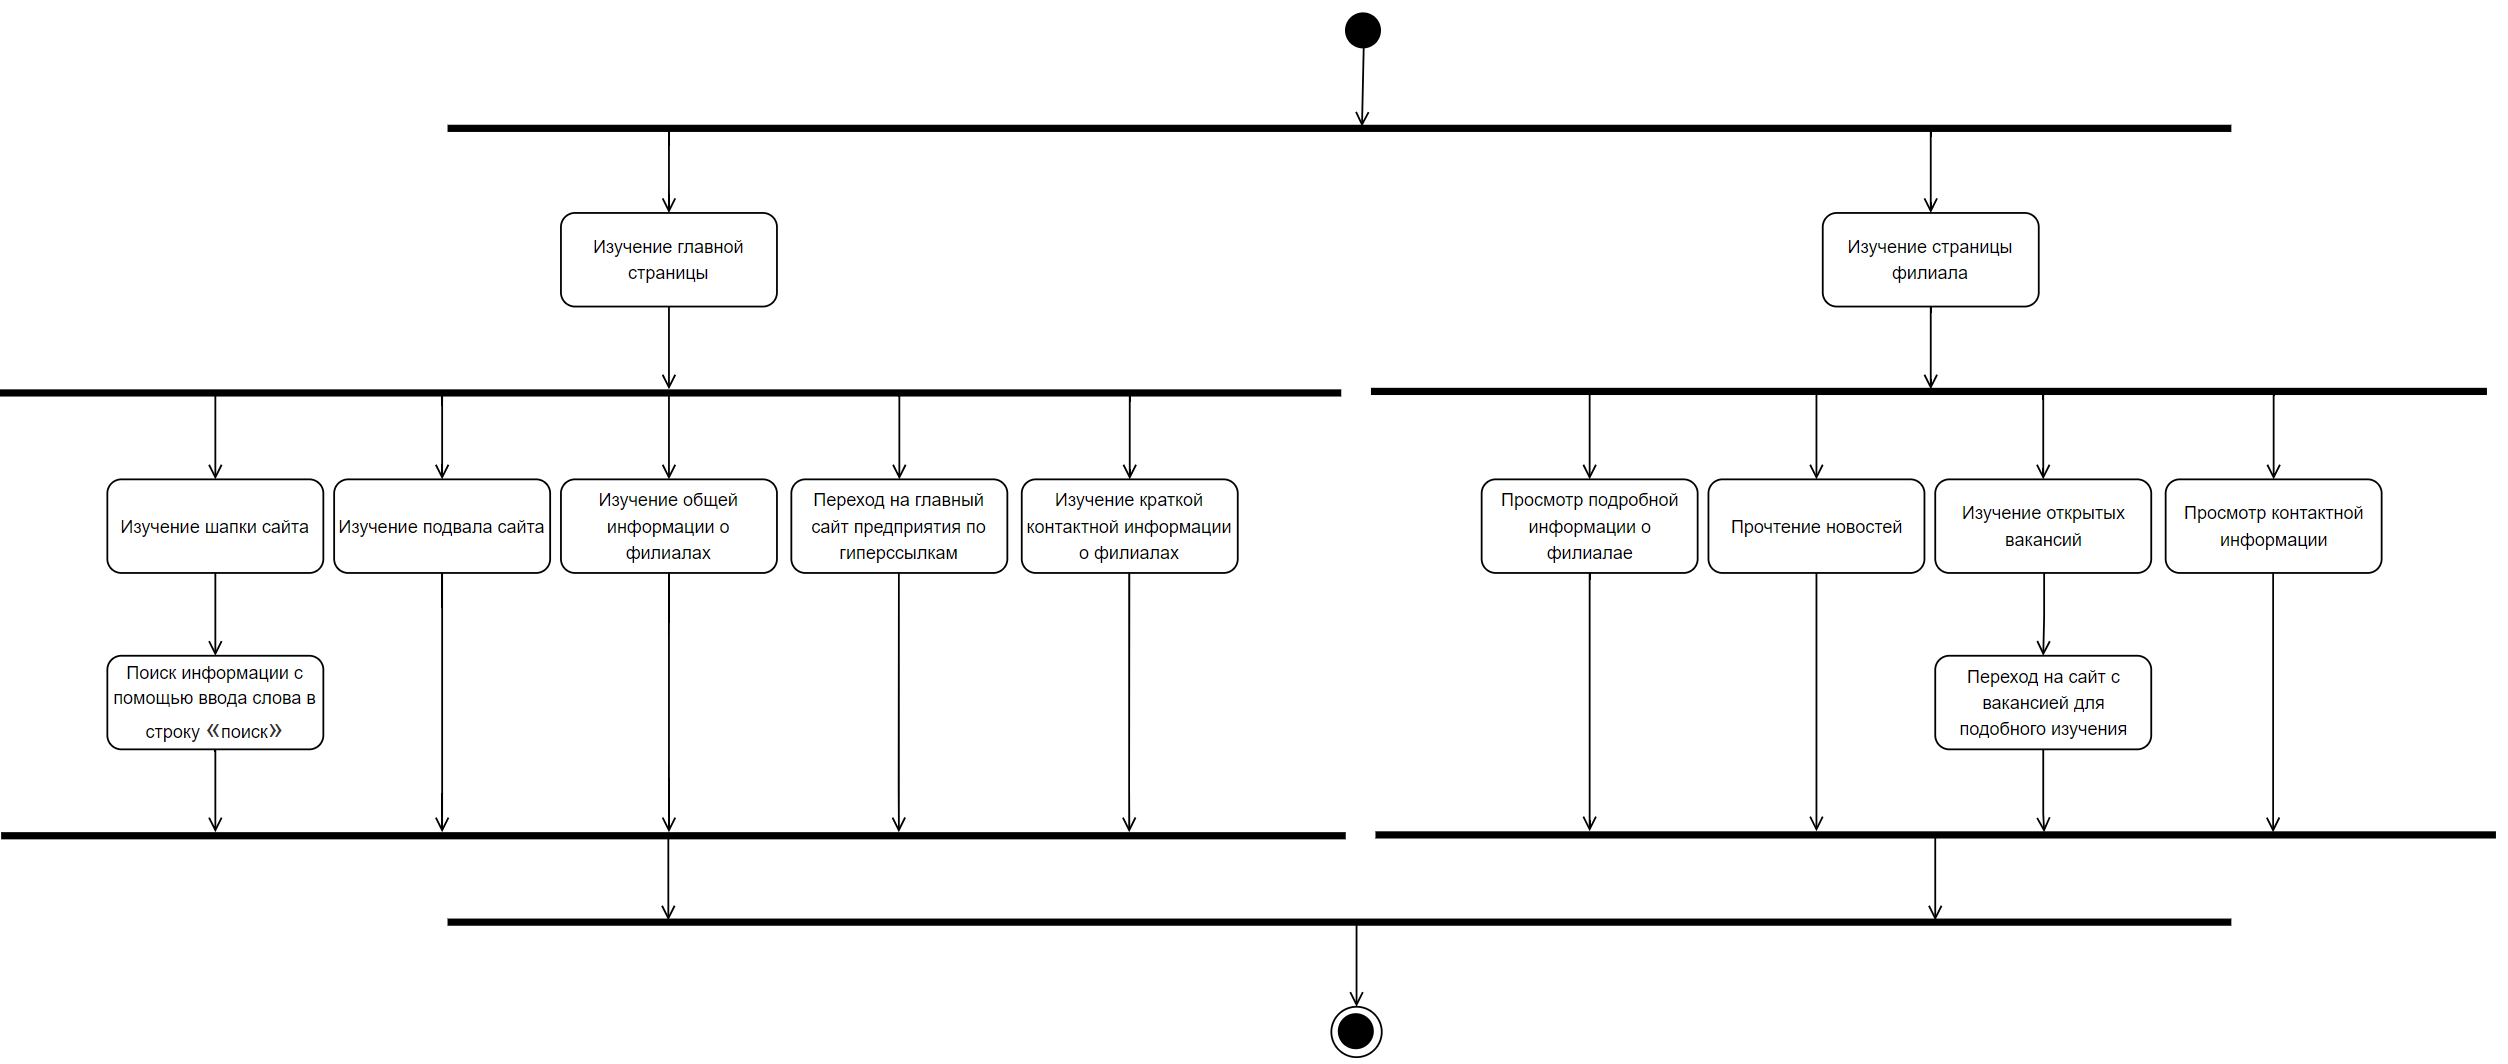 Изучение главной
страницы
Изучение страницы
филиала
Изучение шапки сайта
Изучение подвала сайта
Изучение общей
информации о
филиалах
Переход на главный
сайт предприятия по
гиперссылкам
Изучение краткой
контактной информации
о филиалах
Просмотр подробной
информации о
филиалае
Прочтение новостей
Изучение открытых
вакансий
Просмотр контактной
информации
Поиск информации с
помощью ввода слова в
строку «поиск»
Переход на сайт с
вакансией для
подобного изучения